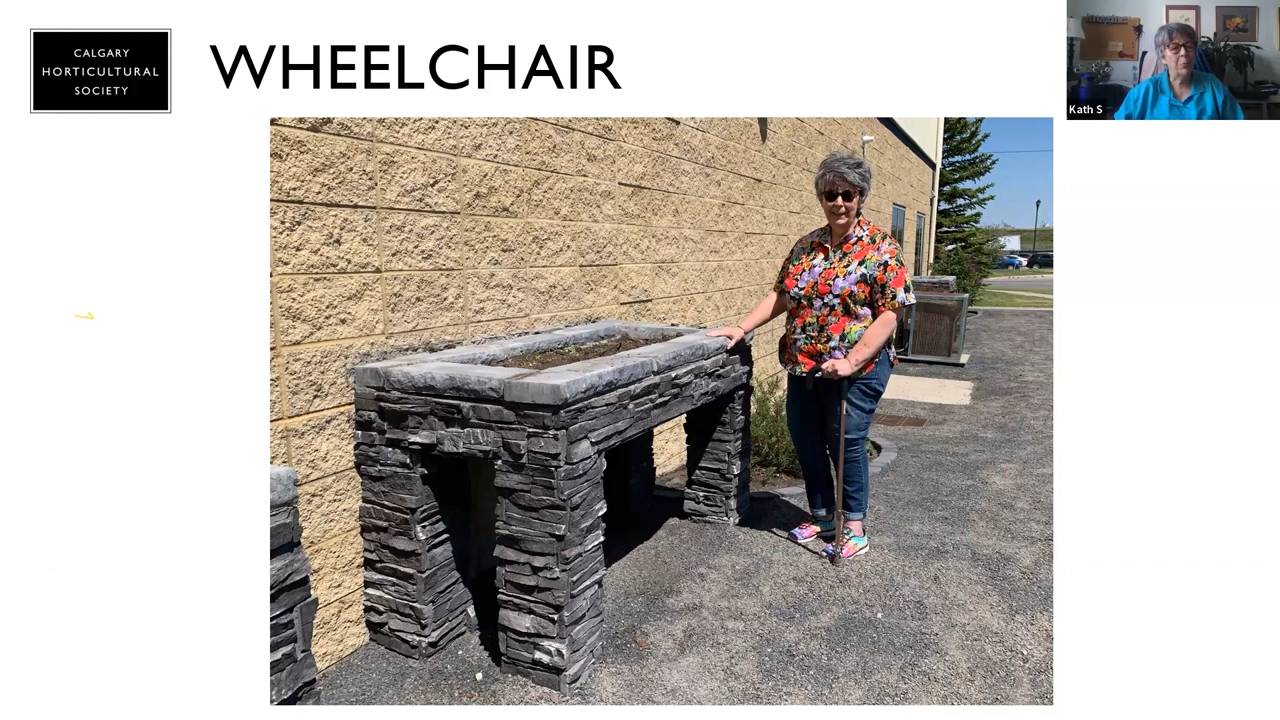 CALGARY
HORTICULTURAL
SOCIETY
WHEELCHAIR
Kath S